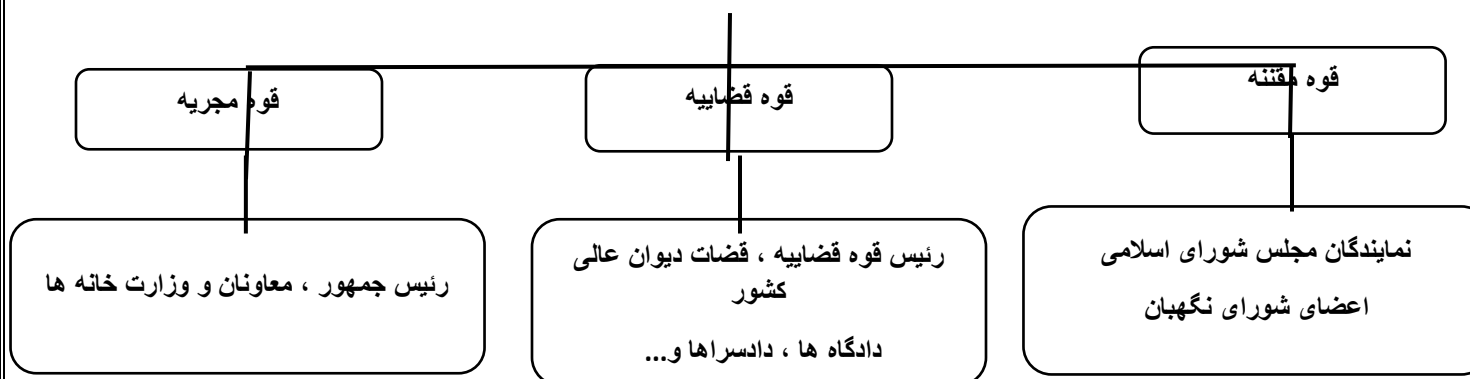 قوه مقننه
قوه قضاییه
قوه مجریه
نمایندگان مجلس شورای اسلامی
اعضای شورای نگهبان
رئیس قوه قضاییه ، قضات دیوان عالی
کشور
دادگاه ها ، دادسراها و...
رئیس جمهور ، معاونان و وزارت خانه ها